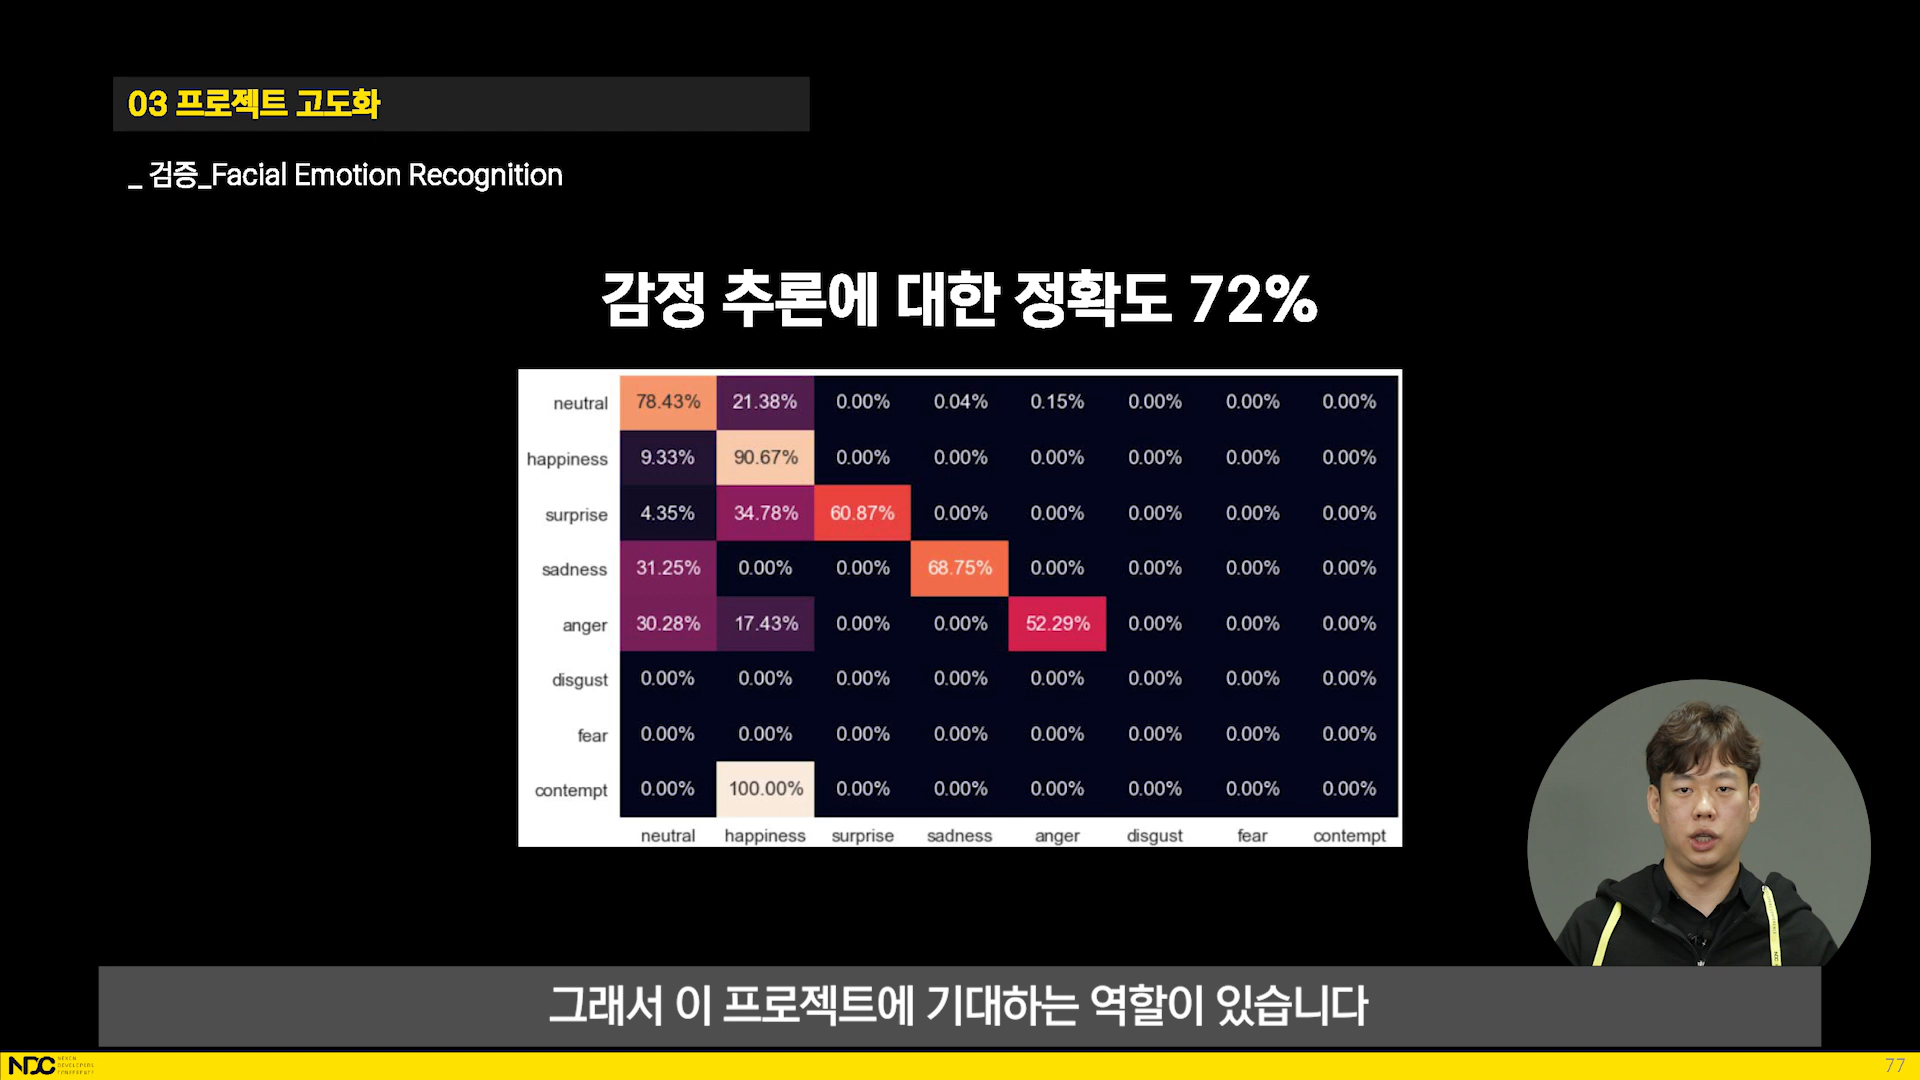 03 프로젝트 고도화
_ 검증_Facial Emotion Recognition
감정 추론에 대한 정확도 72%
neutral 78.43% 21.38% 0.00% 0.04% 0.15% 0.00% 0.00% 0.00%
happiness 9.33% 90.67% 0.00% 0.00% 0.00% 0.00% 0.00% 0.00%
surprise 4.35% 34.78% 60.87% 0.00% 0.00% 0.00% 0.00% 0.00%
sadness 31.25% 0.00% 0.00% 68.75% 0.00% 0.00% 0.00% 0.00%
anger 30.28% 17.43% 0.00% 0.00% 52.29% 0.00% 0.00% 0.00%
disgust 0.00% 0.00% 0.00% 0.00% 0.00% 0.00% 0.00% 0.00%
fear 0.00% 0.00% 0.00% 0.00% 0.00% 0.00% 0.00% 0.00%
contempt 0.00% 100.00% 0.00% 0.00% 0.00% 0.00% 0.00% 0.00%
neutral happiness surprise sadness anger disgust fear contempt
그래서 이 프로젝트에 기대하는 역할이 있습니다
NDC
NEXON
DEVELOPERS
CONFERENCE
77